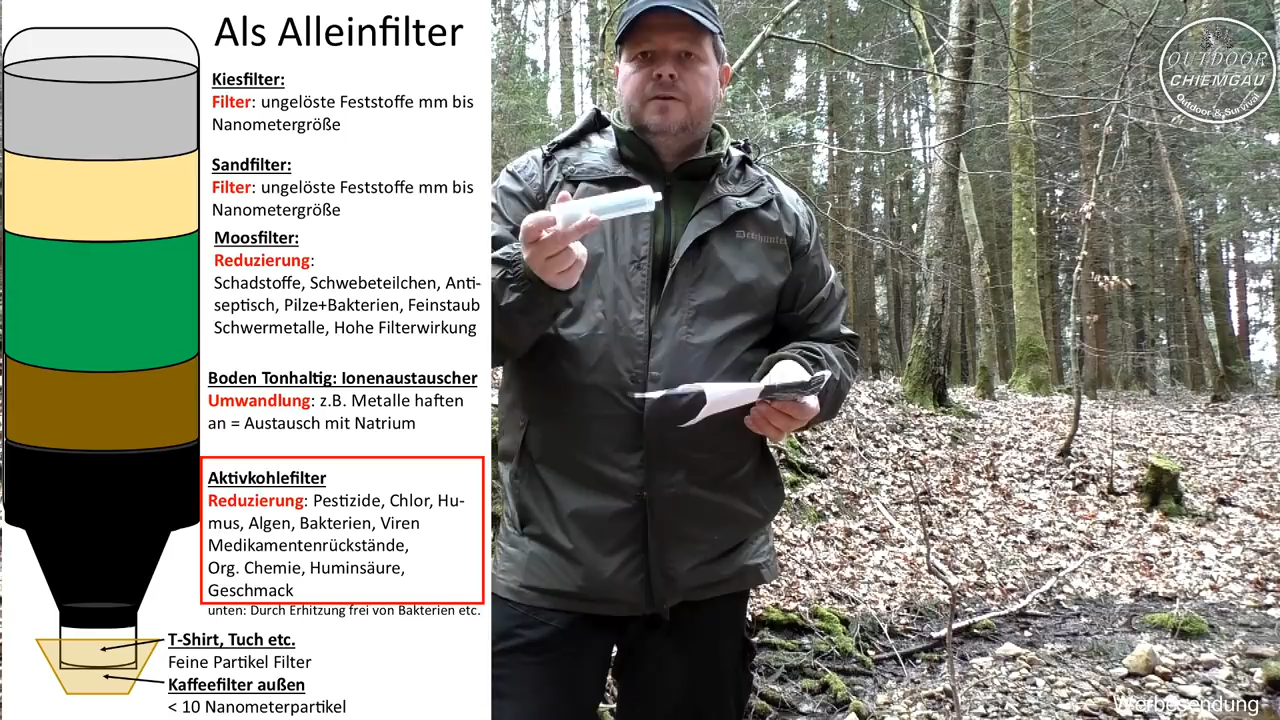 Als Alleinfilter
Kiesfilter:
Filter: ungelöste Feststoffe mm bis
Nanometergröße
Sandfilter:
Filter: ungelöste Feststoffe mm bis
Nanometergröße
Moosfilter:
Reduzierung:
Schadstoffe, Schwebeteilchen, Anti-
septisch, Pilze+Bakterien, Feinstaub
Schwermetalle, Hohe Filterwirkung
Boden Tonhaltig: Ionenaustauscher
Umwandlung: z.B. Metalle haften
an = Austausch mit Natrium
Aktivkohlefilter
Reduzierung: Pestizide, Chlor, Hu-
mus, Algen, Bakterien, Viren
Medikamentenrückstände,
Org. Chemie, Huminsäure,
Geschmack
unten: Durch Erhitzung frei von Bakterien etc.
T-Shirt, Tuch etc.
Feine Partikel Filter
Kaffeefilter außen
< 10 Nanometerpartikel
Deerhunter
OUTDOOR
CHIEMGAU
Outdoor & Survival
Werbesendung